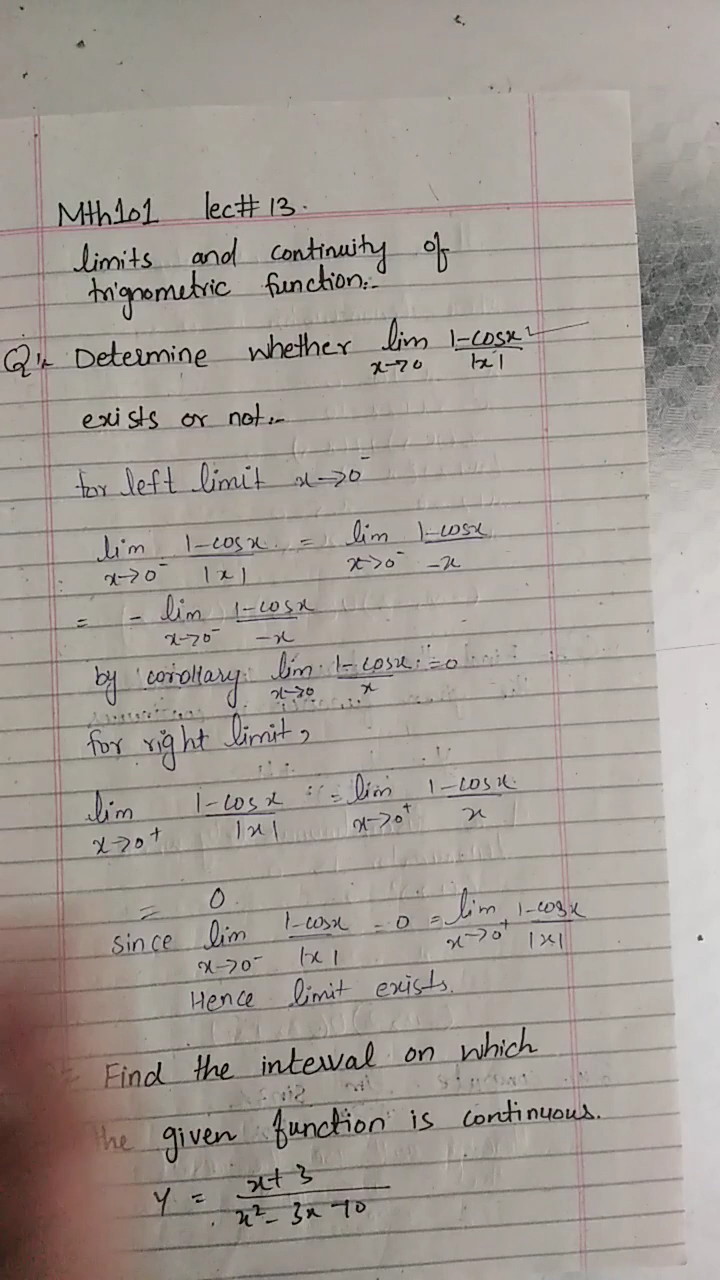 Mth101 lec# 13.
limits and continuity of
trignometric function:-
Q:1 Determine whether lim x→0 1-cosx/|x|
exists or not:-
for left limit x→0⁻
lim x→0⁻ 1-cosx/|x| = lim x→0⁻ 1-cosx/-x
= - lim x→0⁻ 1-cosx/-x
by corollary lim x→0 1-cosx/x = 0
for right limit,
lim x→0⁺ 1-cosx/|x| = lim x→0⁺ 1-cosx/x
= 0
since lim x→0⁻ 1-cosx/|x| = 0 = lim x→0⁺ 1-cosx/|x|
Hence limit exists.
Find the interval on which
the given function is continuous.
y = x+3/x²-3x-10